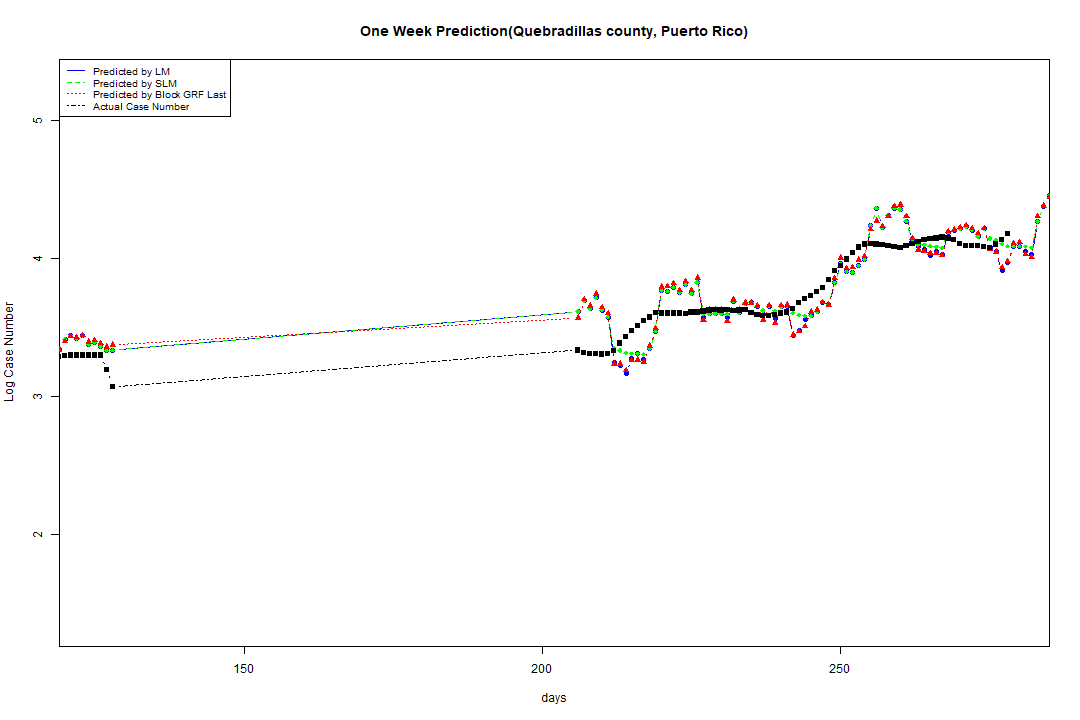 One Week Prediction(Quebradillas county, Puerto Rico)
Predicted by LM
Predicted by SLM
Predicted by Block GRF Last
Actual Case Number
5
4
3
2
Log Case Number
150
200
250
days